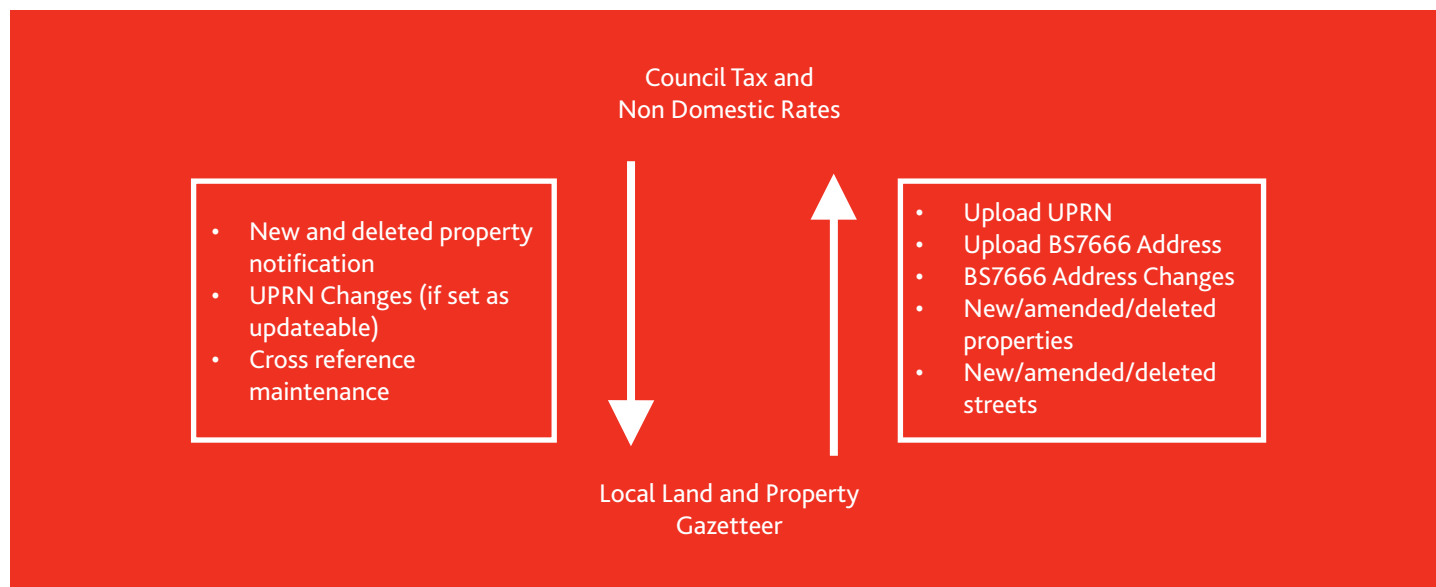 Council Tax and
Non Domestic Rates
• New and deleted property
notification
• UPRN Changes (if set as
updateable)
• Cross reference
maintenance
• Upload UPRN
• Upload BS7666 Address
• BS7666 Address Changes
• New/amended/deleted
properties
• New/amended/deleted
streets
Local Land and Property
Gazetteer